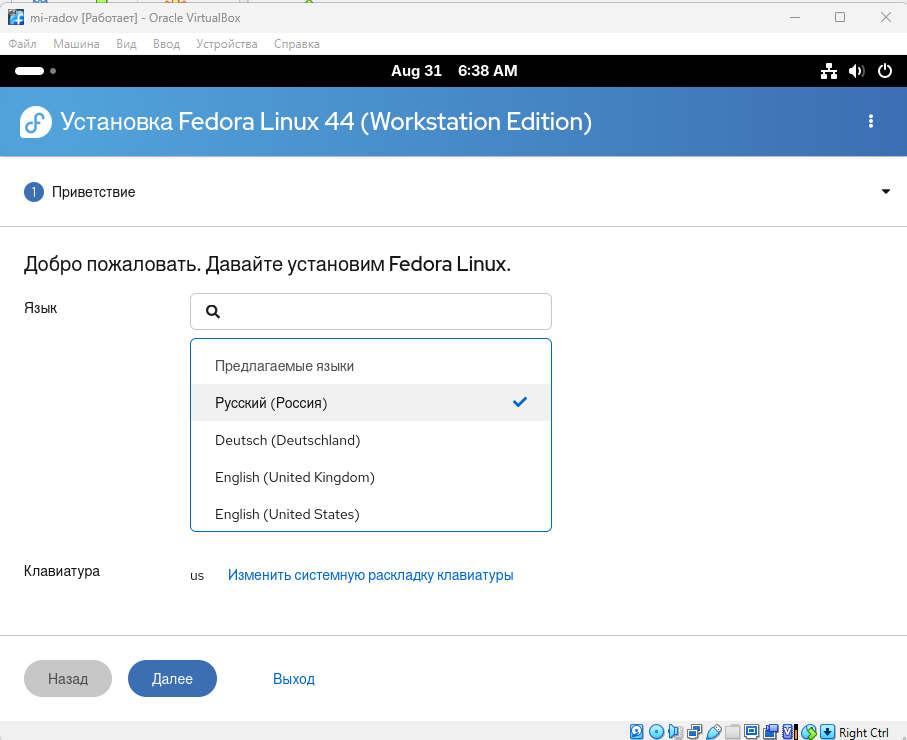 mi-radov [Работает] - Oracle VirtualBox
Файл Машина Вид Ввод Устройства Справка
Aug 31 6:38 AM
Установка Fedora Linux 44 (Workstation Edition)
1 Приветствие
Добро пожаловать. Давайте установим Fedora Linux.
Язык
Предлагаемые языки
Русский (Россия)
Deutsch (Deutschland)
English (United Kingdom)
English (United States)
Клавиатура us Изменить системную раскладку клавиатуры
Назад Далее Выход
Right Ctrl